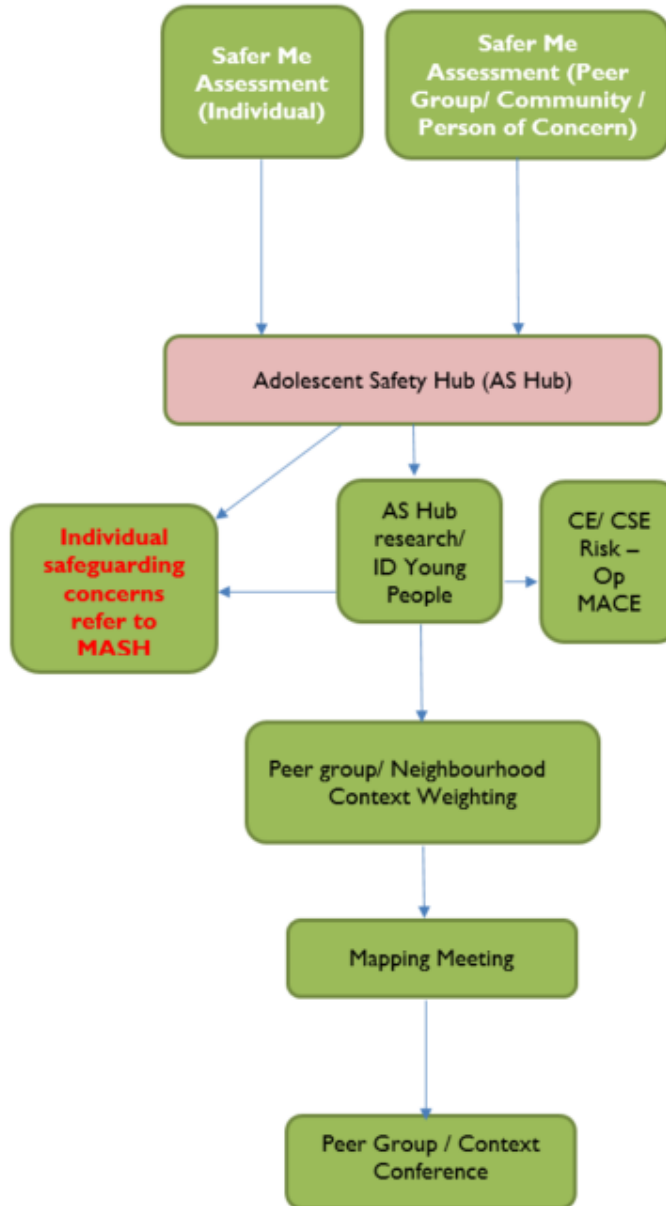 Safer Me
Assessment
(Individual)
Safer Me
Assessment (Peer
Group/ Community /
Person of Concern)
Adolescent Safety Hub (AS Hub)
Individual
safeguarding
concerns
refer to
MASH
AS Hub
research/
ID Young
People
CE/ CSE
Risk –
Op
MACE
Peer group/ Neighbourhood
Context Weighting
Mapping Meeting
Peer Group / Context
Conference